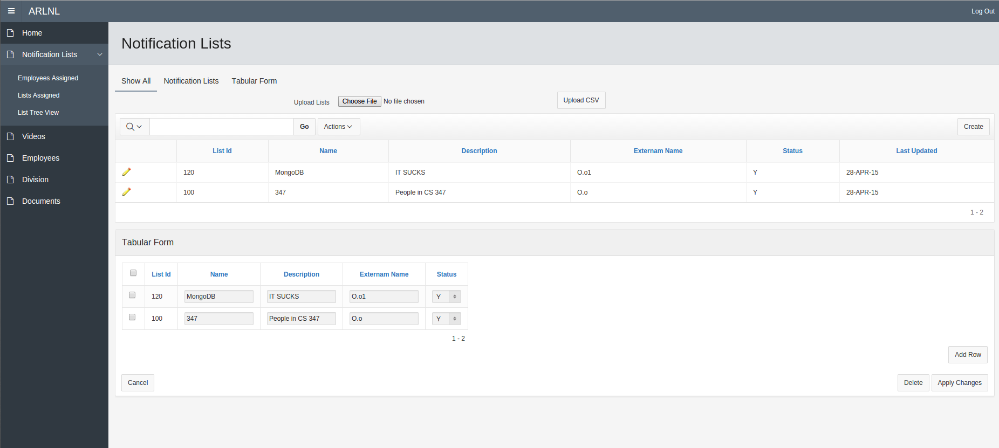 ARLNL
Log Out
Home
Notification Lists
Employees Assigned
Lists Assigned
List Tree View
Videos
Employees
Division
Documents
Notification Lists
Show All Notification Lists Tabular Form
Upload Lists Choose File No file chosen Upload CSV
Go Actions Create
List Id Name Description Externam Name Status Last Updated
120 MongoDB IT SUCKS O.o1 Y 28-APR-15
100 347 People in CS 347 O.o Y 28-APR-15
1 - 2
Tabular Form
List Id Name Description Externam Name Status
120 MongoDB IT SUCKS O.o1 Y
100 347 People in CS 347 O.o Y
1 - 2
Add Row
Cancel Delete Apply Changes